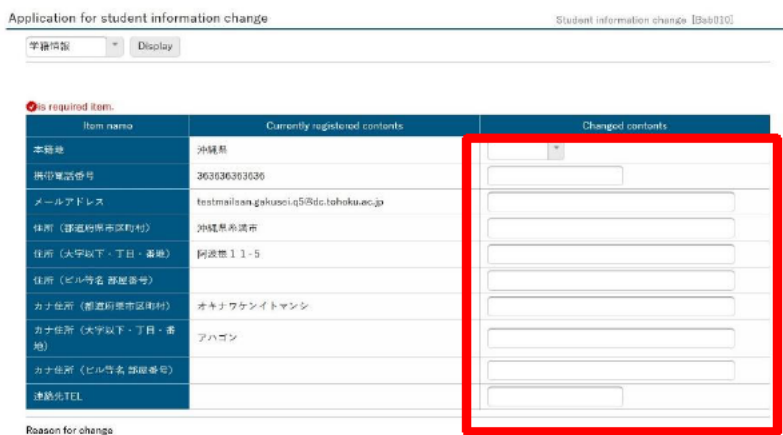 Application for student information change
Student information change [Bab010]
学籍情報
Display
is required item.
Item name Currently registered contents Changed contents
本籍地 沖縄県
携帯電話番号 363636363636
メールアドレス testmailsan.gakusei.q5@dc.tohoku.ac.jp
住所（都道府県市区町村） 沖縄県糸満市
住所（大字以下・丁目・番地） 阿波根１１-５
住所（ビル等名 部屋番号）
カナ住所（都道府県市区町村） オキナワケンイトマンシ
カナ住所（大字以下・丁目・番
地） アハゴン
カナ住所（ビル等名 部屋番号）
連絡先TEL
Reason for change